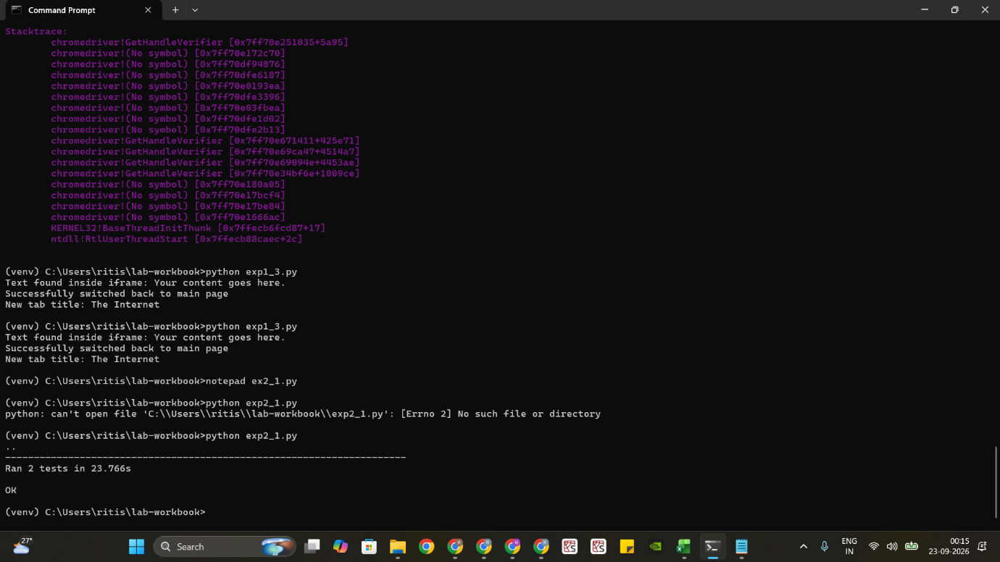 Command Prompt
Stacktrace:
chromedriver!GetHandleVerifier [0x7ff70e251035+5a95]
chromedriver!(No symbol) [0x7ff70e172c70]
chromedriver!(No symbol) [0x7ff70df94876]
chromedriver!(No symbol) [0x7ff70dfe6187]
chromedriver!(No symbol) [0x7ff70e0193ea]
chromedriver!(No symbol) [0x7ff70dfe3396]
chromedriver!(No symbol) [0x7ff70e03fbea]
chromedriver!(No symbol) [0x7ff70dfe1d02]
chromedriver!(No symbol) [0x7ff70dfe2b13]
chromedriver!GetHandleVerifier [0x7ff70e671411+425e71]
chromedriver!GetHandleVerifier [0x7ff70e69ca47+4514a7]
chromedriver!GetHandleVerifier [0x7ff70e69094e+4453ae]
chromedriver!GetHandleVerifier [0x7ff70e34bf6e+1009ce]
chromedriver!(No symbol) [0x7ff70e180a05]
chromedriver!(No symbol) [0x7ff70e17bcf4]
chromedriver!(No symbol) [0x7ff70e17be84]
chromedriver!(No symbol) [0x7ff70e1666ac]
KERNEL32!BaseThreadInitThunk [0x7ffecb6fcd87+17]
ntdll!RtlUserThreadStart [0x7ffecb88caec+2c]
(venv) C:\Users\ritis\lab-workbook>python exp1_3.py
Text found inside iframe: Your content goes here.
Successfully switched back to main page
New tab title: The Internet
(venv) C:\Users\ritis\lab-workbook>python exp1_3.py
Text found inside iframe: Your content goes here.
Successfully switched back to main page
New tab title: The Internet
(venv) C:\Users\ritis\lab-workbook>notepad ex2_1.py
(venv) C:\Users\ritis\lab-workbook>python exp2_1.py
python: can't open file 'C:\\Users\\ritis\\lab-workbook\\exp2_1.py': [Errno 2] No such file or directory
(venv) C:\Users\ritis\lab-workbook>python exp2_1.py
..
----------------------------------------------------------------------
Ran 2 tests in 23.766s
OK
(venv) C:\Users\ritis\lab-workbook>
27°
Search
ENG
IN
00:15
23-09-2026